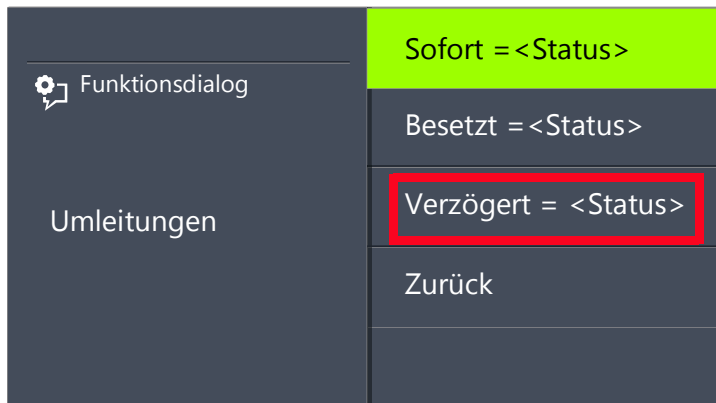 Funktionsdialog
Umleitungen
Sofort =<Status>
Besetzt =<Status>
Verzögert = <Status>
Zurück